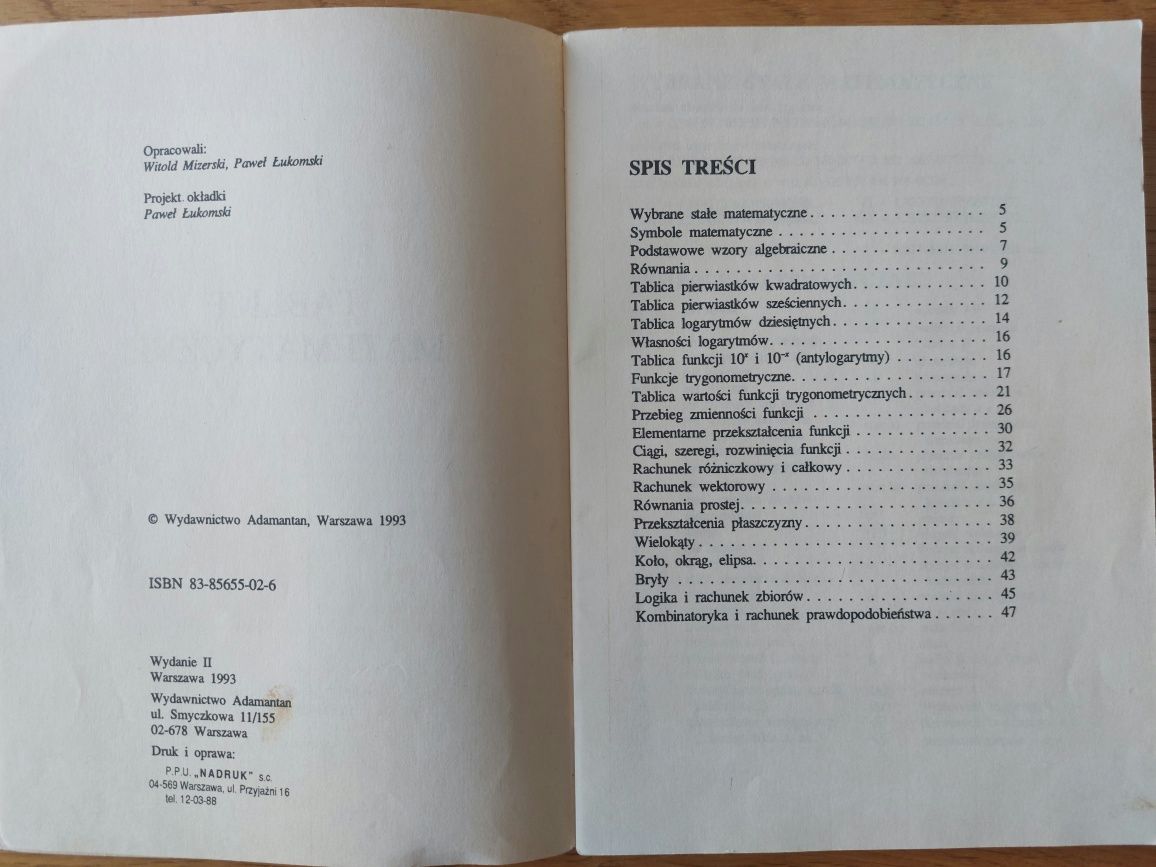 Opracowali:
Witold Mizerski, Paweł Łukomski
Projekt. okładki
Paweł Łukomski
© Wydawnictwo Adamantan, Warszawa 1993
ISBN 83-85655-02-6
Wydanie II
Warszawa 1993
Wydawnictwo Adamantan
ul. Smyczkowa 11/155
02-678 Warszawa
Druk i oprawa:
P.P.U. „NADRUK" s.c.
04-569 Warszawa, ul. Przyjaźni 16
tel. 12-03-88
SPIS TREŚCI
Wybrane stałe matematyczne . . . . . . . . . . . . . . . . . 5
Symbole matematyczne . . . . . . . . . . . . . . . . . . . . 5
Podstawowe wzory algebraiczne . . . . . . . . . . . . . . . 7
Równania . . . . . . . . . . . . . . . . . . . . . . . . . . 9
Tablica pierwiastków kwadratowych . . . . . . . . . . . . . 10
Tablica pierwiastków sześciennych . . . . . . . . . . . . . 12
Tablica logarytmów dziesiętnych . . . . . . . . . . . . . . 14
Własności logarytmów . . . . . . . . . . . . . . . . . . . . 16
Tablica funkcji 10ˣ i 10⁻ˣ (antylogarytmy) . . . . . . . . . 16
Funkcje trygonometryczne . . . . . . . . . . . . . . . . . . 17
Tablica wartości funkcji trygonometrycznych . . . . . . . . 21
Przebieg zmienności funkcji . . . . . . . . . . . . . . . . 26
Elementarne przekształcenia funkcji . . . . . . . . . . . . 30
Ciągi, szeregi, rozwinięcia funkcji . . . . . . . . . . . . 32
Rachunek różniczkowy i całkowy . . . . . . . . . . . . . . . 33
Rachunek wektorowy . . . . . . . . . . . . . . . . . . . . . 35
Równania prostej . . . . . . . . . . . . . . . . . . . . . . 36
Przekształcenia płaszczyzny . . . . . . . . . . . . . . . . 38
Wielokąty . . . . . . . . . . . . . . . . . . . . . . . . . 39
Koło, okrąg, elipsa . . . . . . . . . . . . . . . . . . . . 42
Bryły . . . . . . . . . . . . . . . . . . . . . . . . . . . 43
Logika i rachunek zbiorów . . . . . . . . . . . . . . . . . 45
Kombinatoryka i rachunek prawdopodobieństwa . . . . . . 47